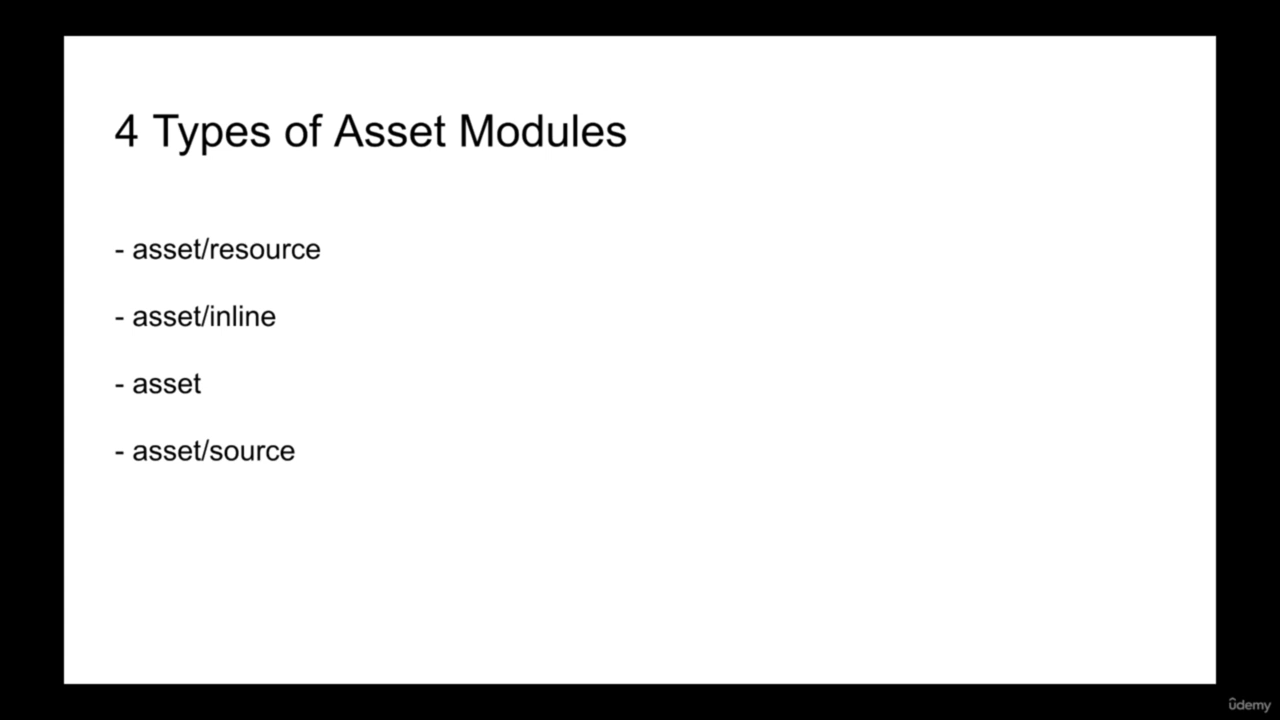 4 Types of Asset Modules
- asset/resource
- asset/inline
- asset
- asset/source
ûdemy